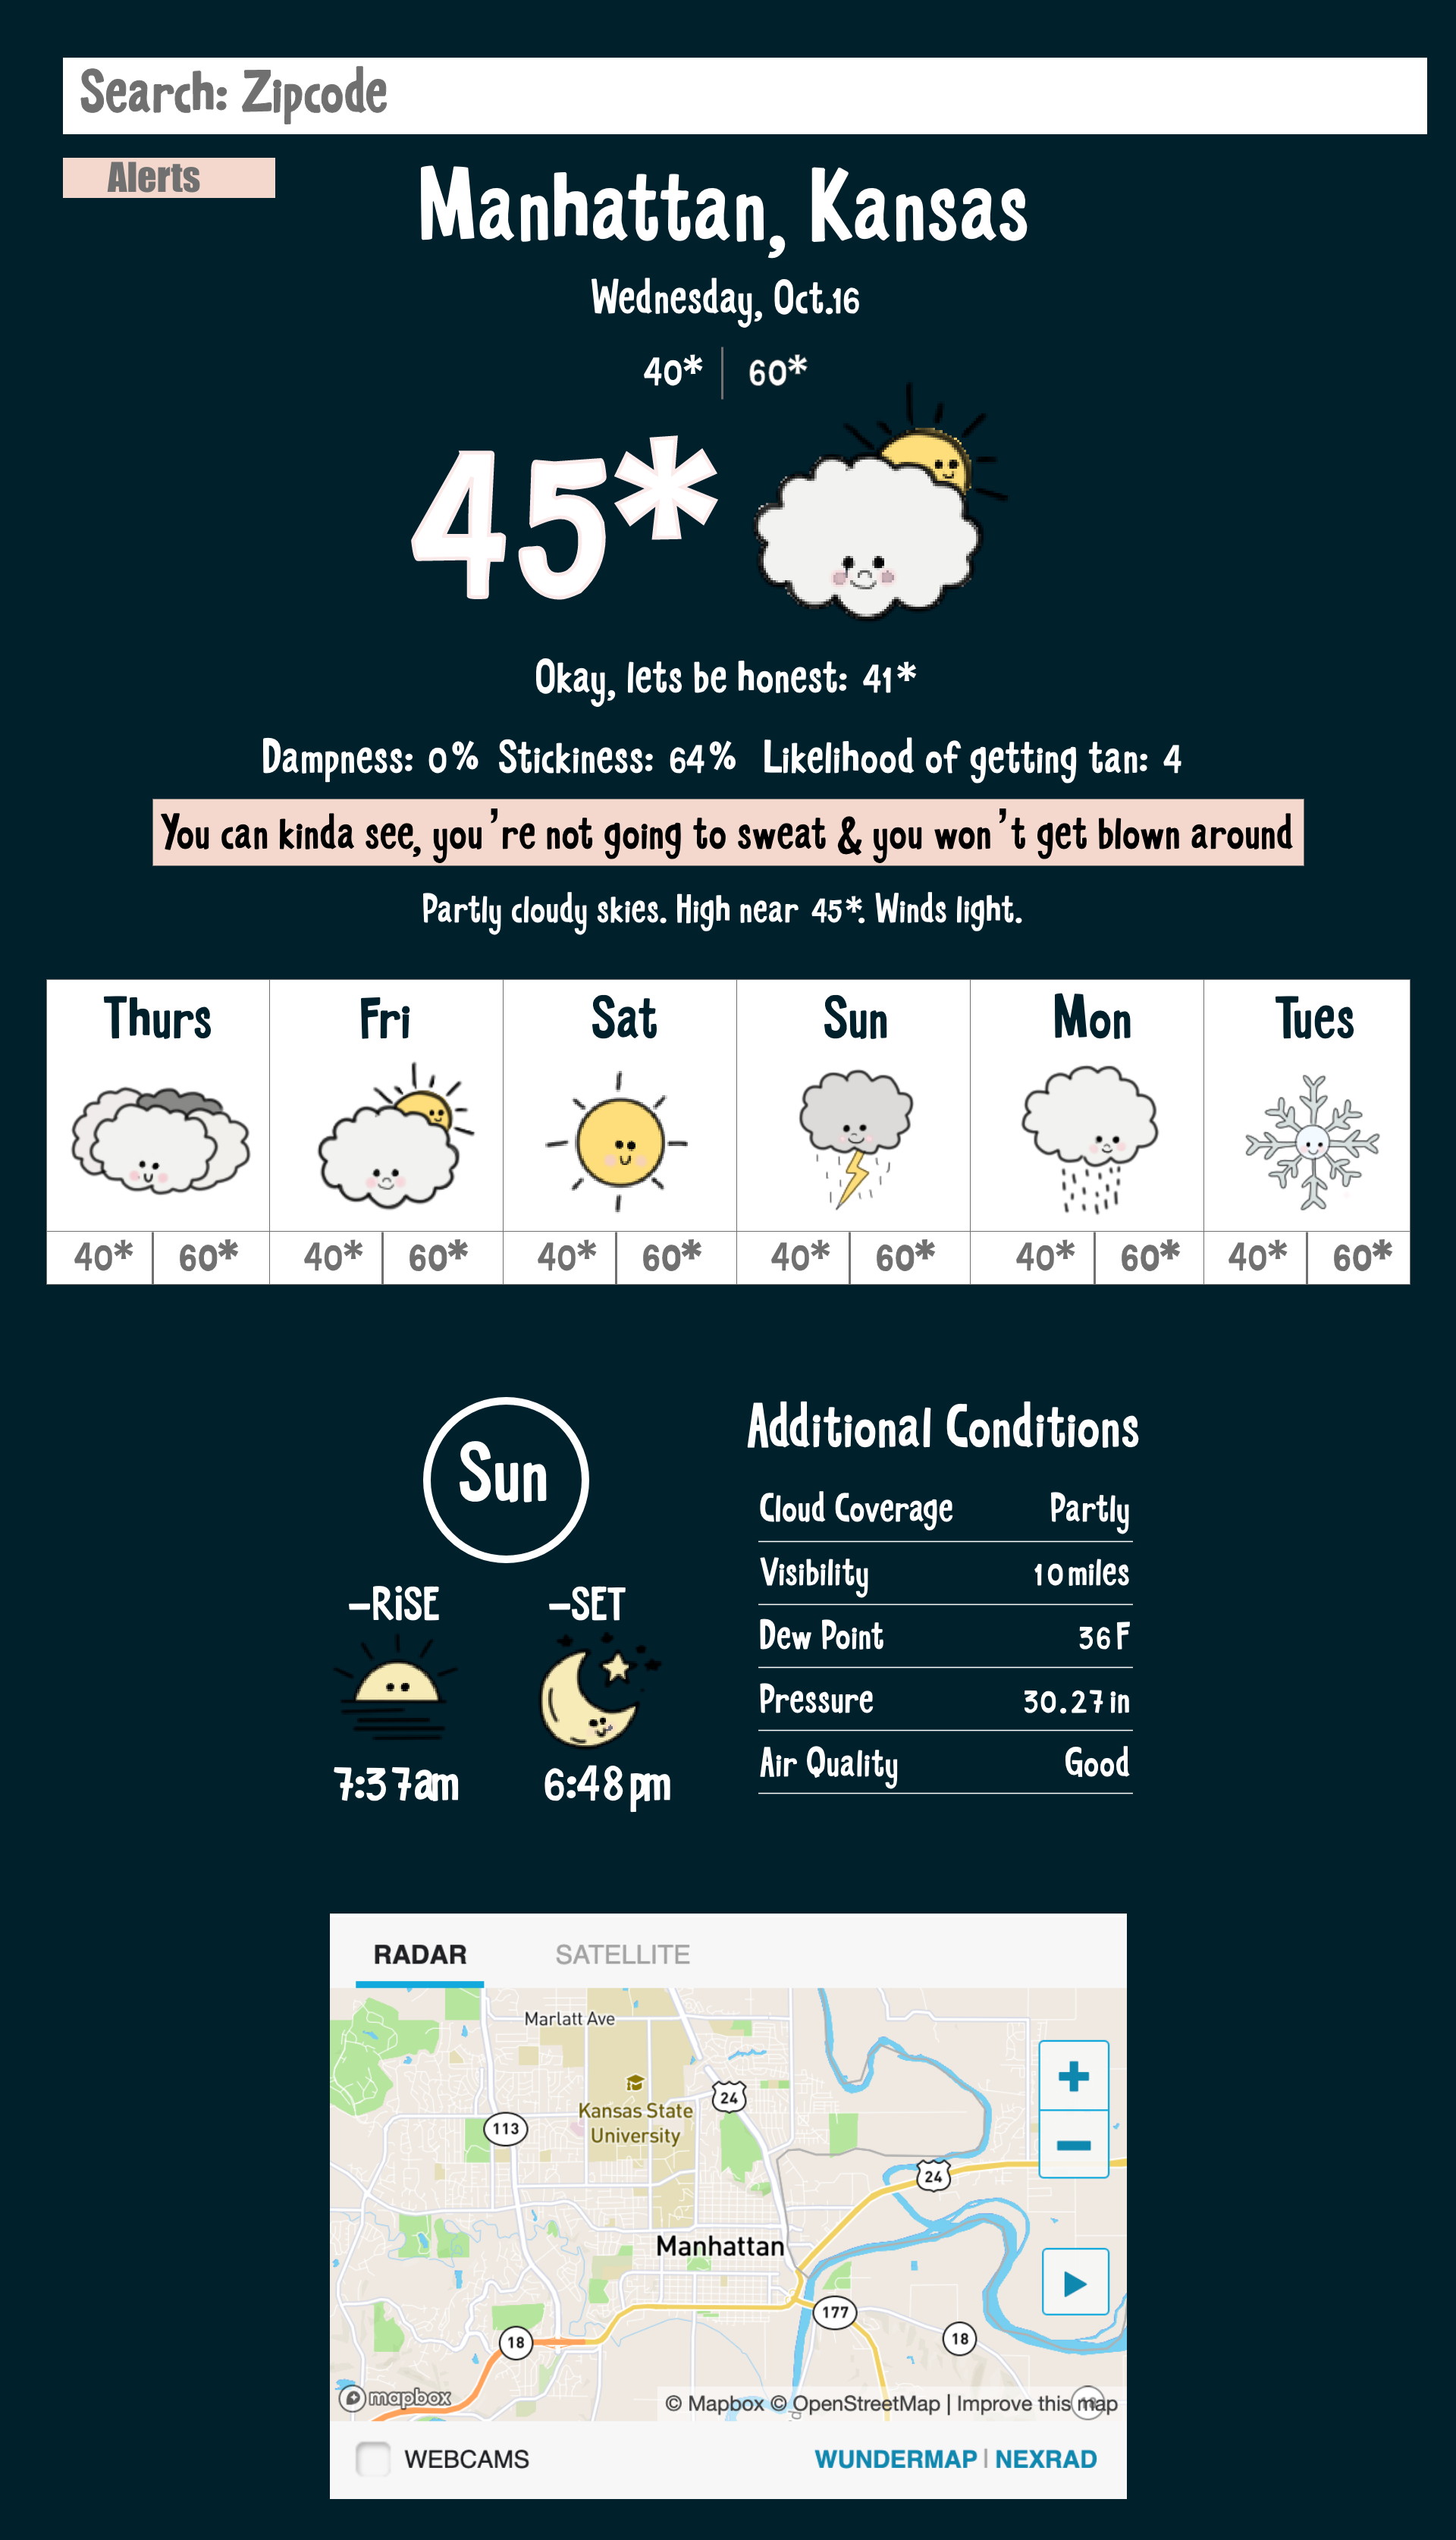 Search: Zipcode
Alerts
Manhattan, Kansas
Wednesday, Oct.16
40* 60*
45*
Okay, lets be honest: 41*
Dampness: 0% Stickiness: 64% Likelihood of getting tan: 4
You can kinda see, you're not going to sweat & you won't get blown around
Partly cloudy skies. High near 45*. Winds light.
Thurs Fri Sat Sun Mon Tues
40* 60* 40* 60* 40* 60* 40* 60* 40* 60* 40* 60*
Sun
-RiSE -SET
7:37am 6:48pm
Additional Conditions
Cloud Coverage Partly
Visibility 10miles
Dew Point 36F
Pressure 30.27in
Air Quality Good
RADAR SATELLITE
Marlatt Ave
24
Kansas State
University
113
24
Manhattan
177
18
18
mapbox
© Mapbox © OpenStreetMap | Improve this map
WEBCAMS
WUNDERMAP | NEXRAD